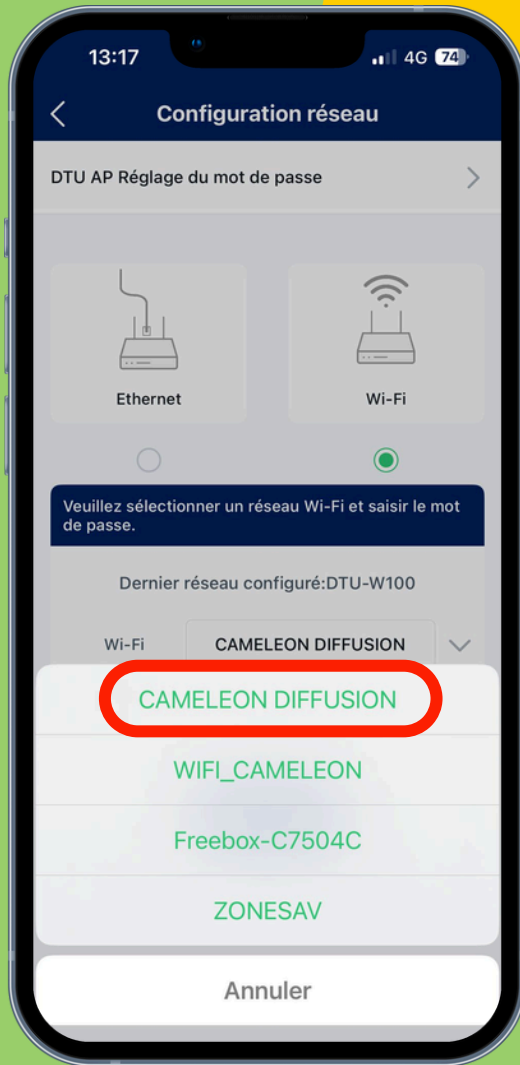 13:17
4G 74
Configuration réseau
DTU AP Réglage du mot de passe
Ethernet
Wi-Fi
Veuillez sélectionner un réseau Wi-Fi et saisir le mot
de passe.
Dernier réseau configuré:DTU-W100
Wi-Fi CAMELEON DIFFUSION
CAMELEON DIFFUSION
WIFI_CAMELEON
Freebox-C7504C
ZONESAV
Annuler